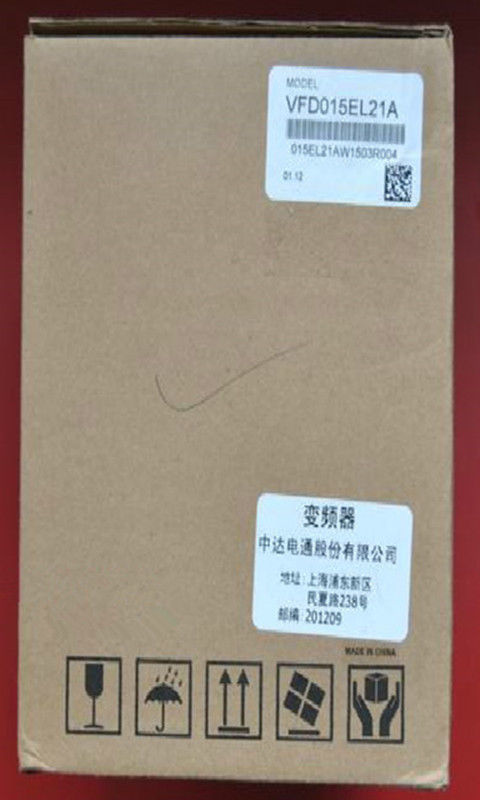 MODEL
VFD015EL21A
015EL21AW1503R004
01.12
变频器
中达电通股份有限公司
地址:上海浦东新区
民夏路238号
邮编:201209
MADE IN CHINA